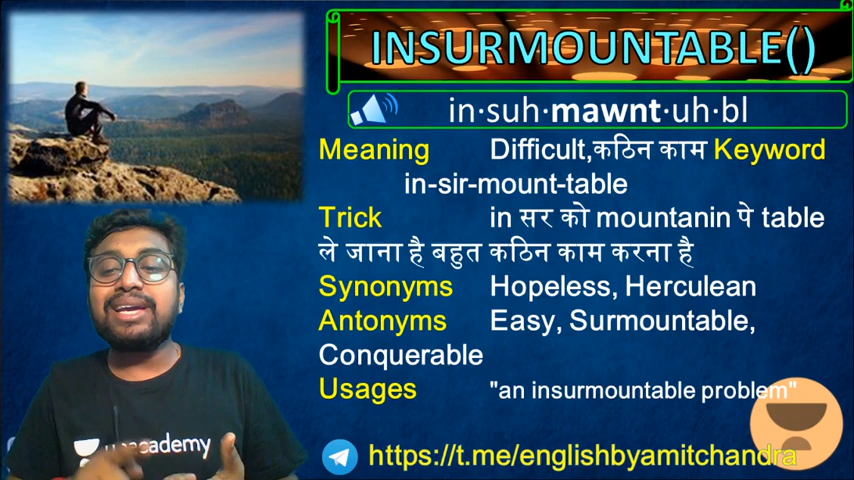 INSURMOUNTABLE()
in·suh·mawnt·uh·bl
Meaning Difficult,कठिन काम Keyword
in-sir-mount-table
Trick in सर को mountanin पे table
ले जाना है बहुत कठिन काम करना है
Synonyms Hopeless, Herculean
Antonyms Easy, Surmountable,
Conquerable
Usages "an insurmountable problem"
https://t.me/englishbyamitchandra